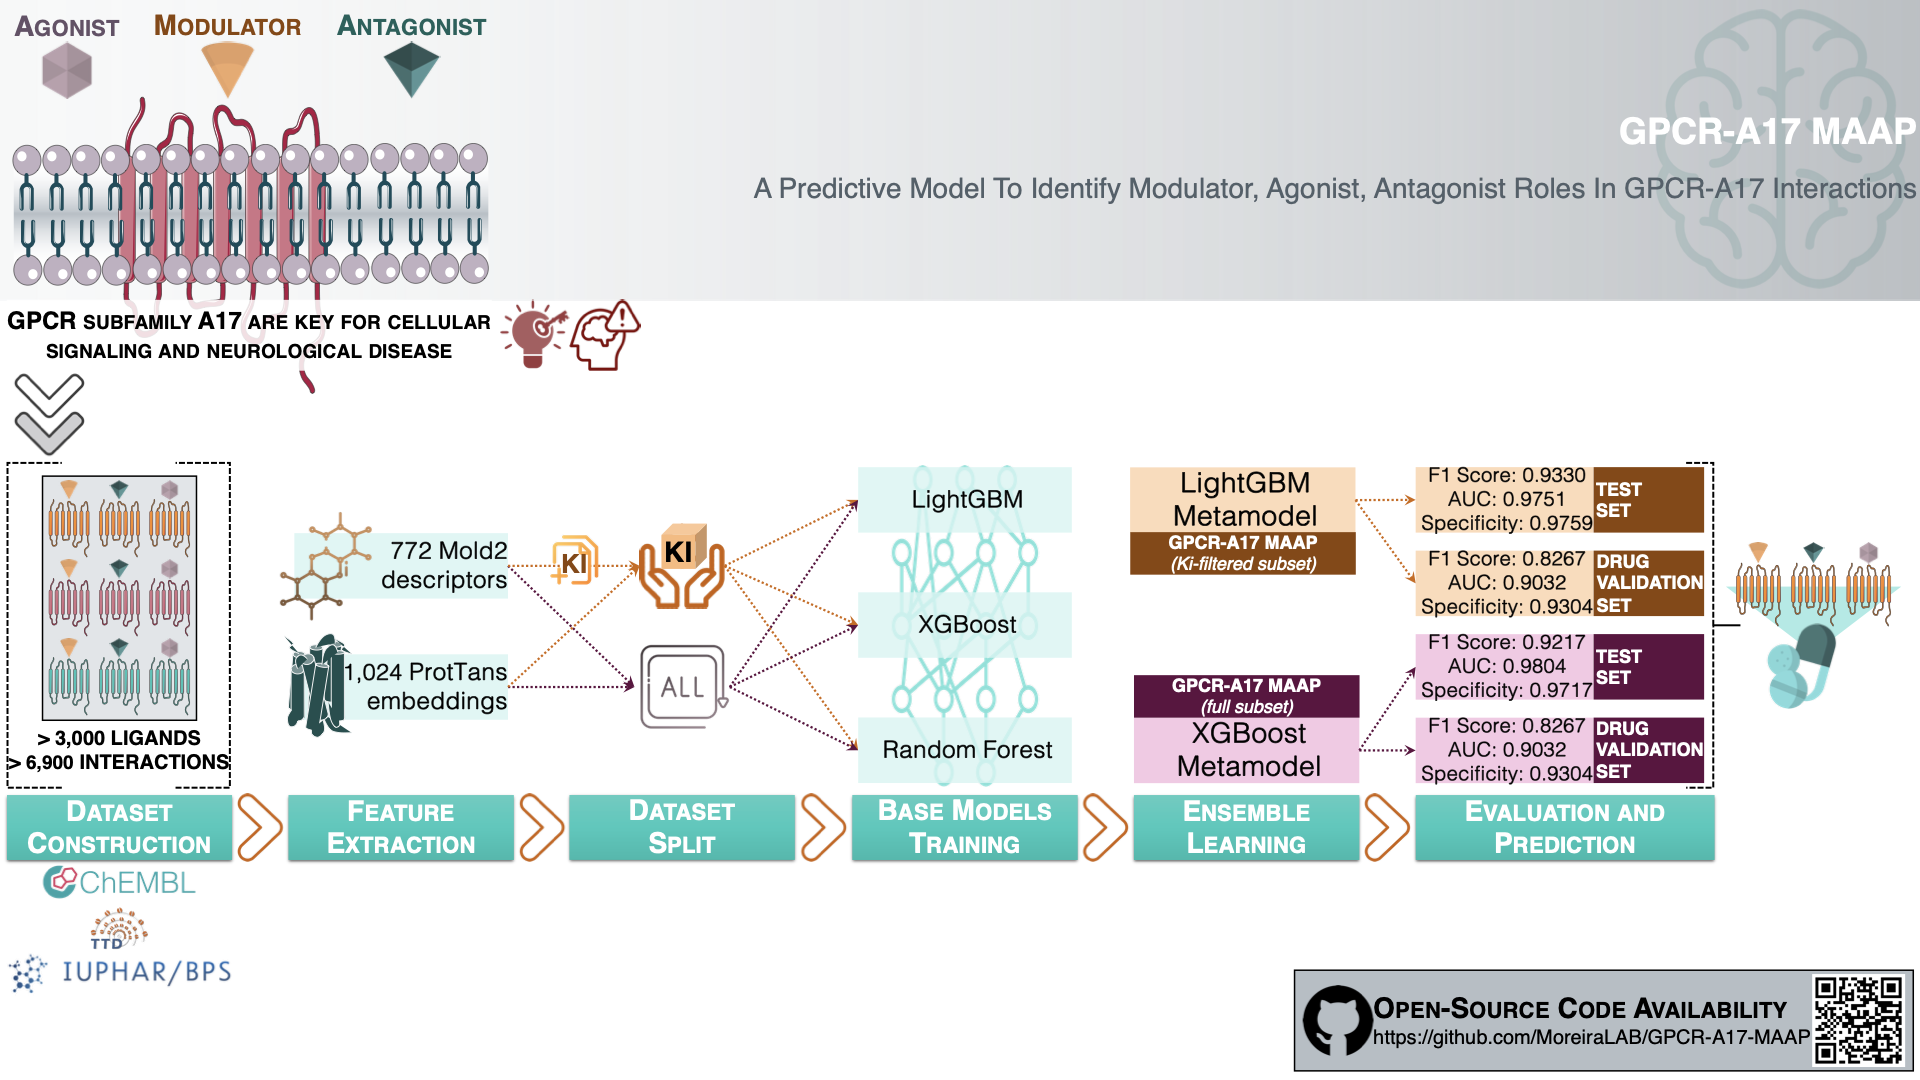 AGONIST
MODULATOR
ANTAGONIST
GPCR-A17 MAAP
A Predictive Model To Identify Modulator, Agonist, Antagonist Roles In GPCR-A17 Interactions
GPCR SUBFAMILY A17 ARE KEY FOR CELLULAR
SIGNALING AND NEUROLOGICAL DISEASE
> 3,000 LIGANDS
> 6,900 INTERACTIONS
772 Mold2
descriptors
1,024 ProtTans
embeddings
KI
KI
ALL
LightGBM
XGBoost
Random Forest
LightGBM
Metamodel
GPCR-A17 MAAP
(Ki-filtered subset)
GPCR-A17 MAAP
(full subset)
XGBoost
Metamodel
F1 Score: 0.9330
AUC: 0.9751
Specificity: 0.9759
TEST
SET
F1 Score: 0.8267
AUC: 0.9032
Specificity: 0.9304
DRUG
VALIDATION
SET
F1 Score: 0.9217
AUC: 0.9804
Specificity: 0.9717
TEST
SET
F1 Score: 0.8267
AUC: 0.9032
Specificity: 0.9304
DRUG
VALIDATION
SET
DATASET
CONSTRUCTION
FEATURE
EXTRACTION
DATASET
SPLIT
BASE MODELS
TRAINING
ENSEMBLE
LEARNING
EVALUATION AND
PREDICTION
ChEMBL
TTD
IUPHAR/BPS
OPEN-SOURCE CODE AVAILABILITY
https://github.com/MoreiraLAB/GPCR-A17-MAAP